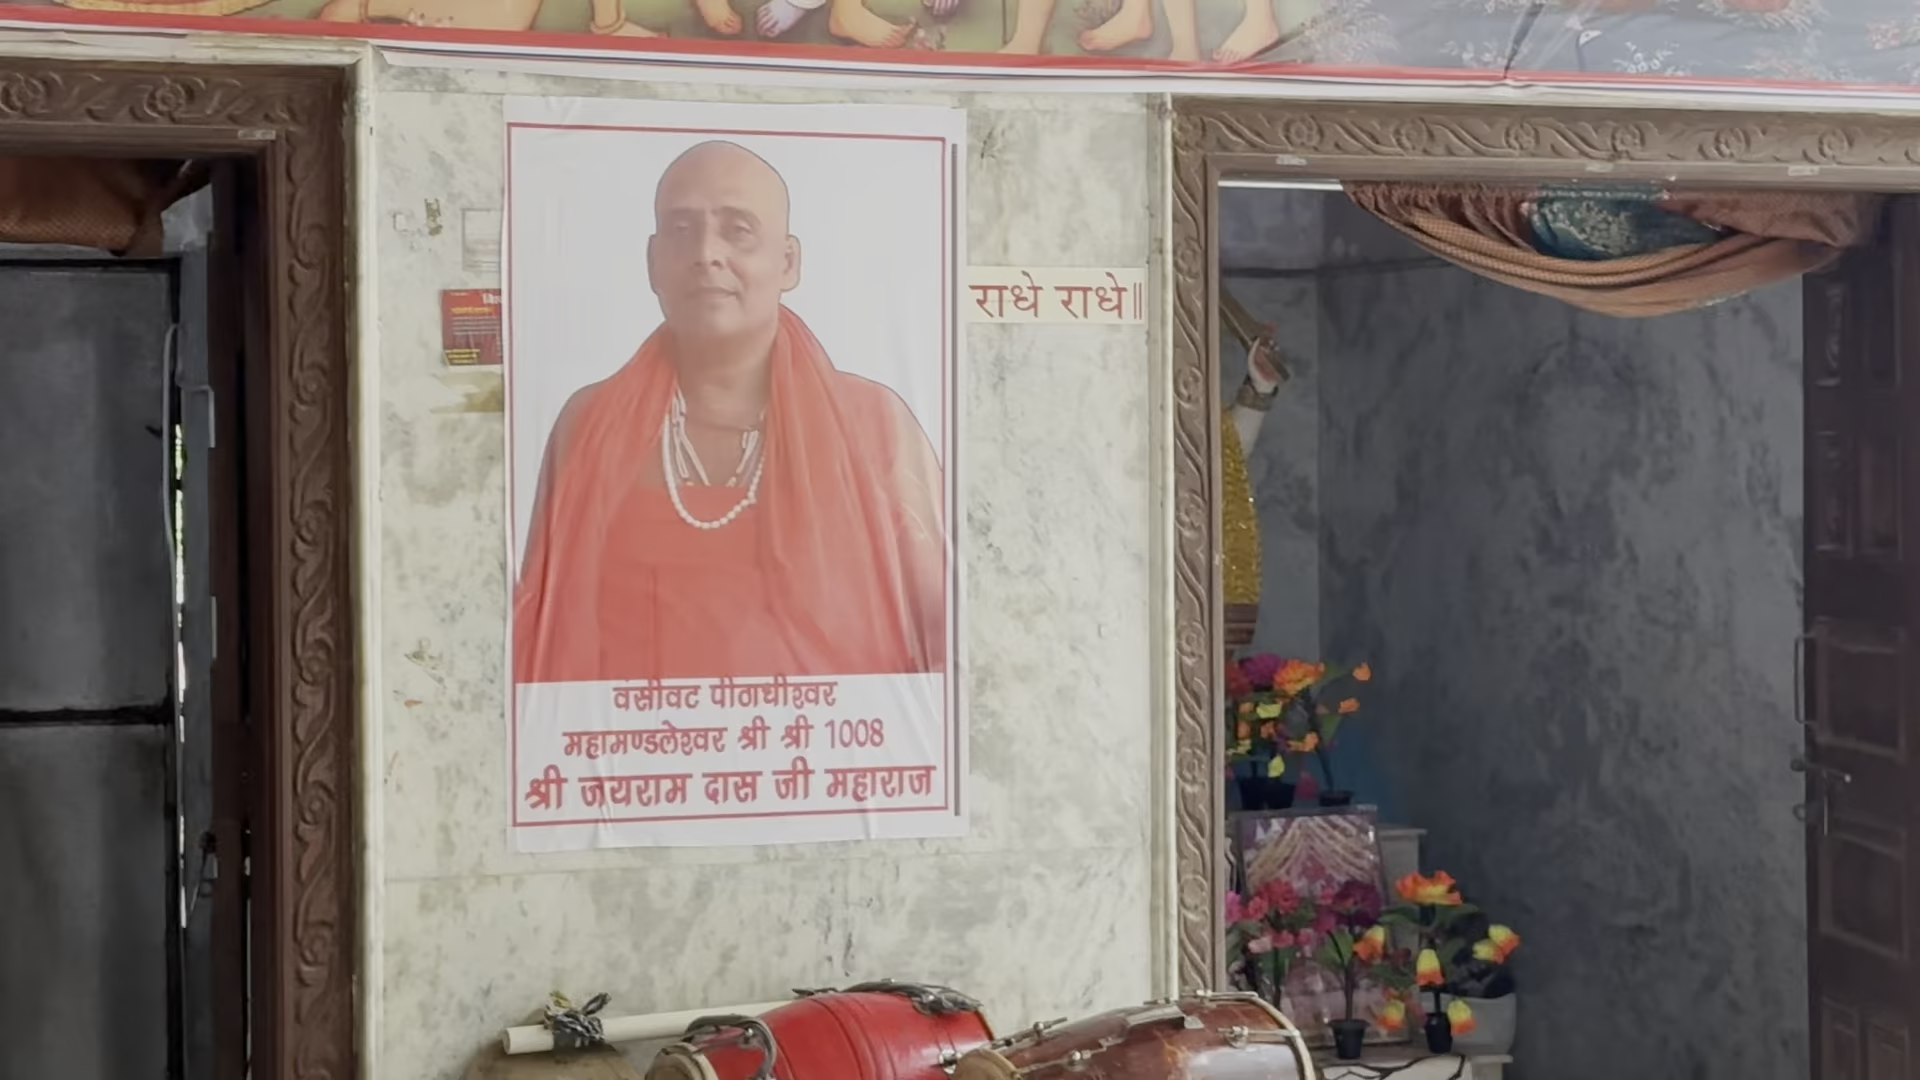 राधे राधे॥
वंसीवट पीठाधीश्वर
महामण्डलेश्वर श्री श्री 1008
श्री जयराम दास जी महाराज